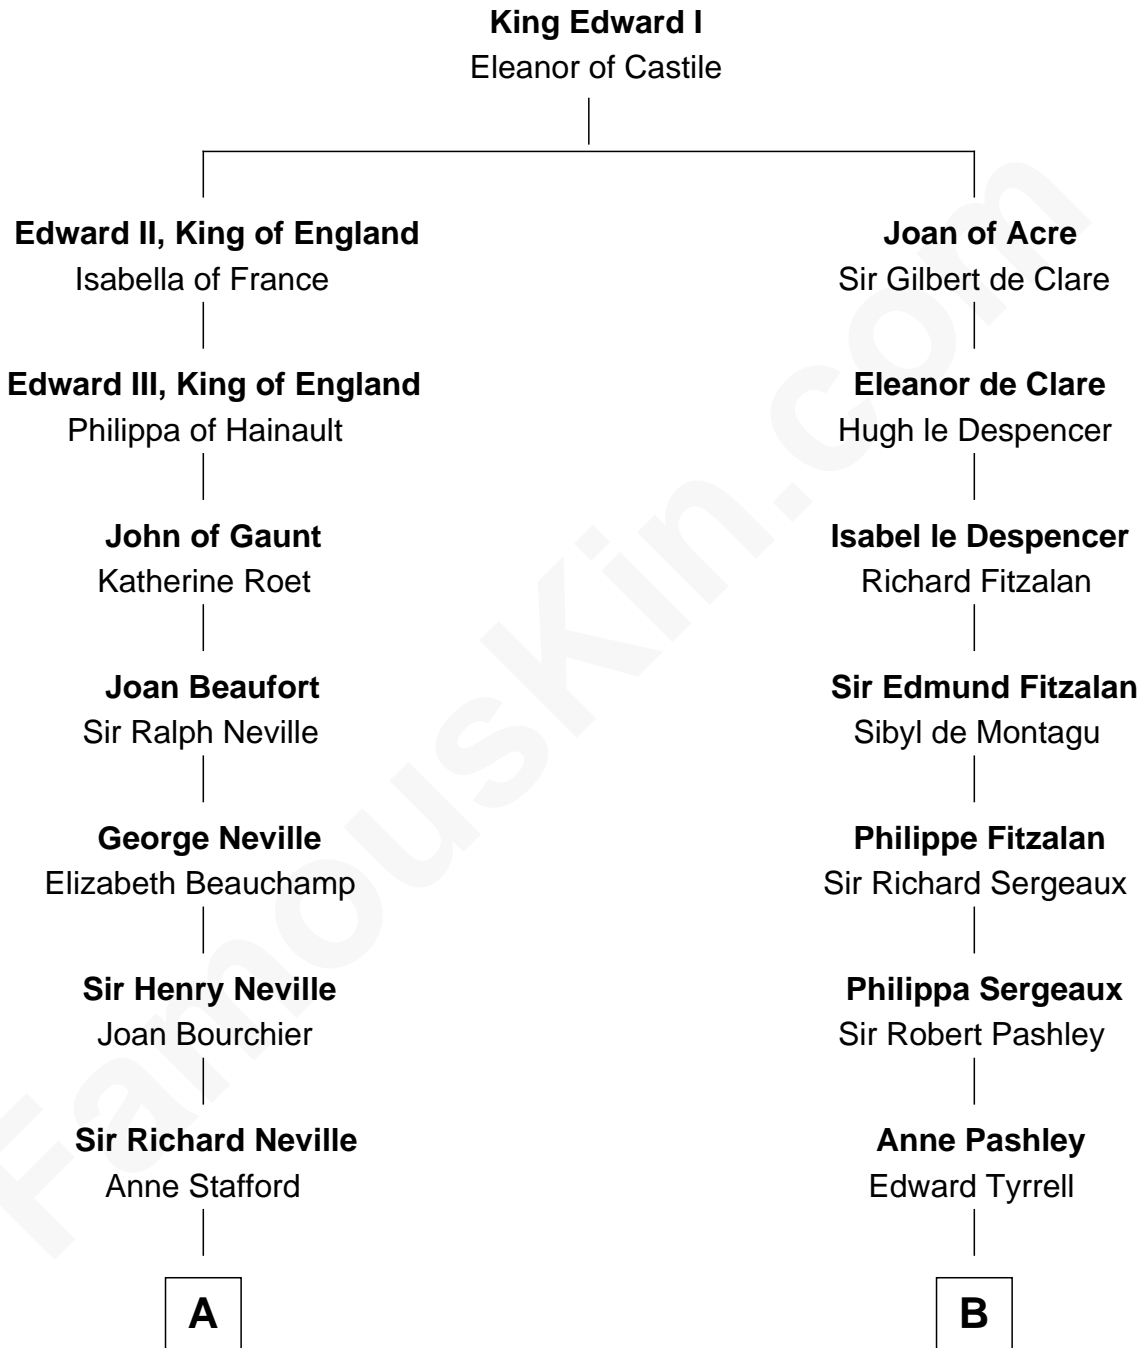 King Edward I
Eleanor of Castile
Edward II, King of England
Isabella of France
Joan of Acre
Sir Gilbert de Clare
Edward III, King of England
Philippa of Hainault
Eleanor de Clare
Hugh le Despencer
John of Gaunt
Katherine Roet
Isabel le Despencer
Richard Fitzalan
Joan Beaufort
Sir Ralph Neville
Sir Edmund Fitzalan
Sibyl de Montagu
George Neville
Elizabeth Beauchamp
Philippe Fitzalan
Sir Richard Sergeaux
Sir Henry Neville
Joan Bourchier
Philippa Sergeaux
Sir Robert Pashley
Sir Richard Neville
Anne Stafford
Anne Pashley
Edward Tyrrell
A
B
FamousKin.com